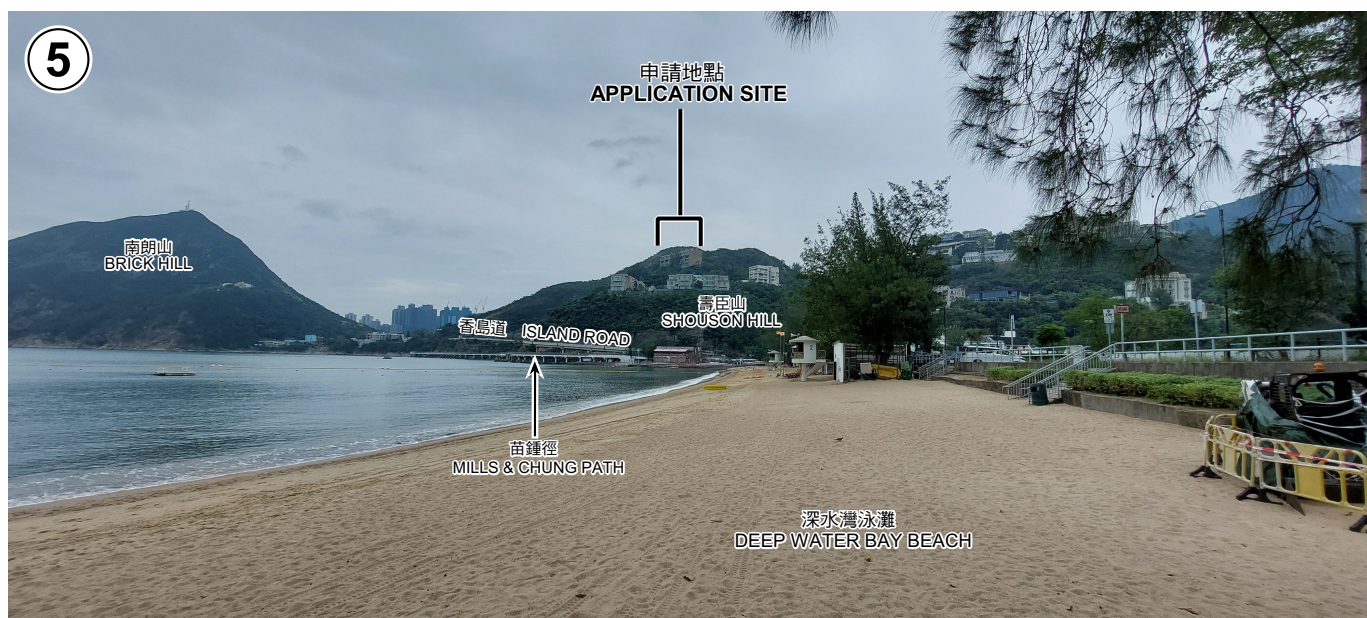 5
申請地點
APPLICATION SITE
南朗山
BRICK HILL
壽臣山
SHOUSON HILL
香島道 ISLAND ROAD
苗鍾徑
MILLS & CHUNG PATH
深水灣泳灘
DEEP WATER BAY BEACH